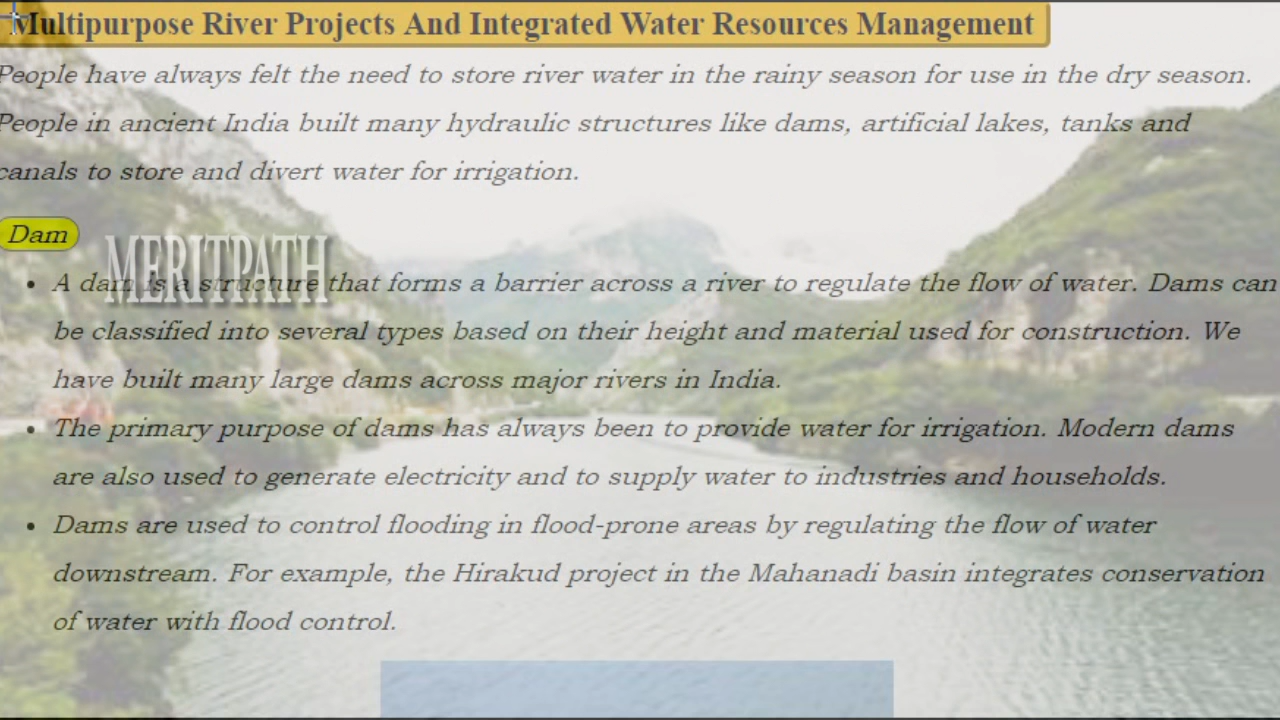 Multipurpose River Projects And Integrated Water Resources Management
People have always felt the need to store river water in the rainy season for use in the dry season.
People in ancient India built many hydraulic structures like dams, artificial lakes, tanks and
canals to store and divert water for irrigation.
Dam
MERITPATH
A dam is a structure that forms a barrier across a river to regulate the flow of water. Dams can
be classified into several types based on their height and material used for construction. We
have built many large dams across major rivers in India.
The primary purpose of dams has always been to provide water for irrigation. Modern dams
are also used to generate electricity and to supply water to industries and households.
Dams are used to control flooding in flood-prone areas by regulating the flow of water
downstream. For example, the Hirakud project in the Mahanadi basin integrates conservation
of water with flood control.